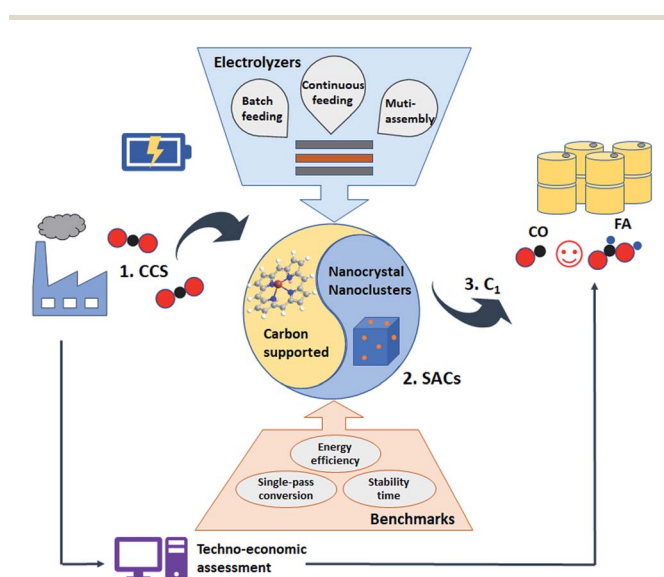 Electrolyzers
Batch
feeding
Continuous
feeding
Muti-
assembly
1. CCS
Nanocrystal
Nanoclusters
Carbon
supported
2. SACs
3. C₁
CO
FA
Energy
efficiency
Single-pass
conversion
Stability
time
Benchmarks
Techno-economic
assessment